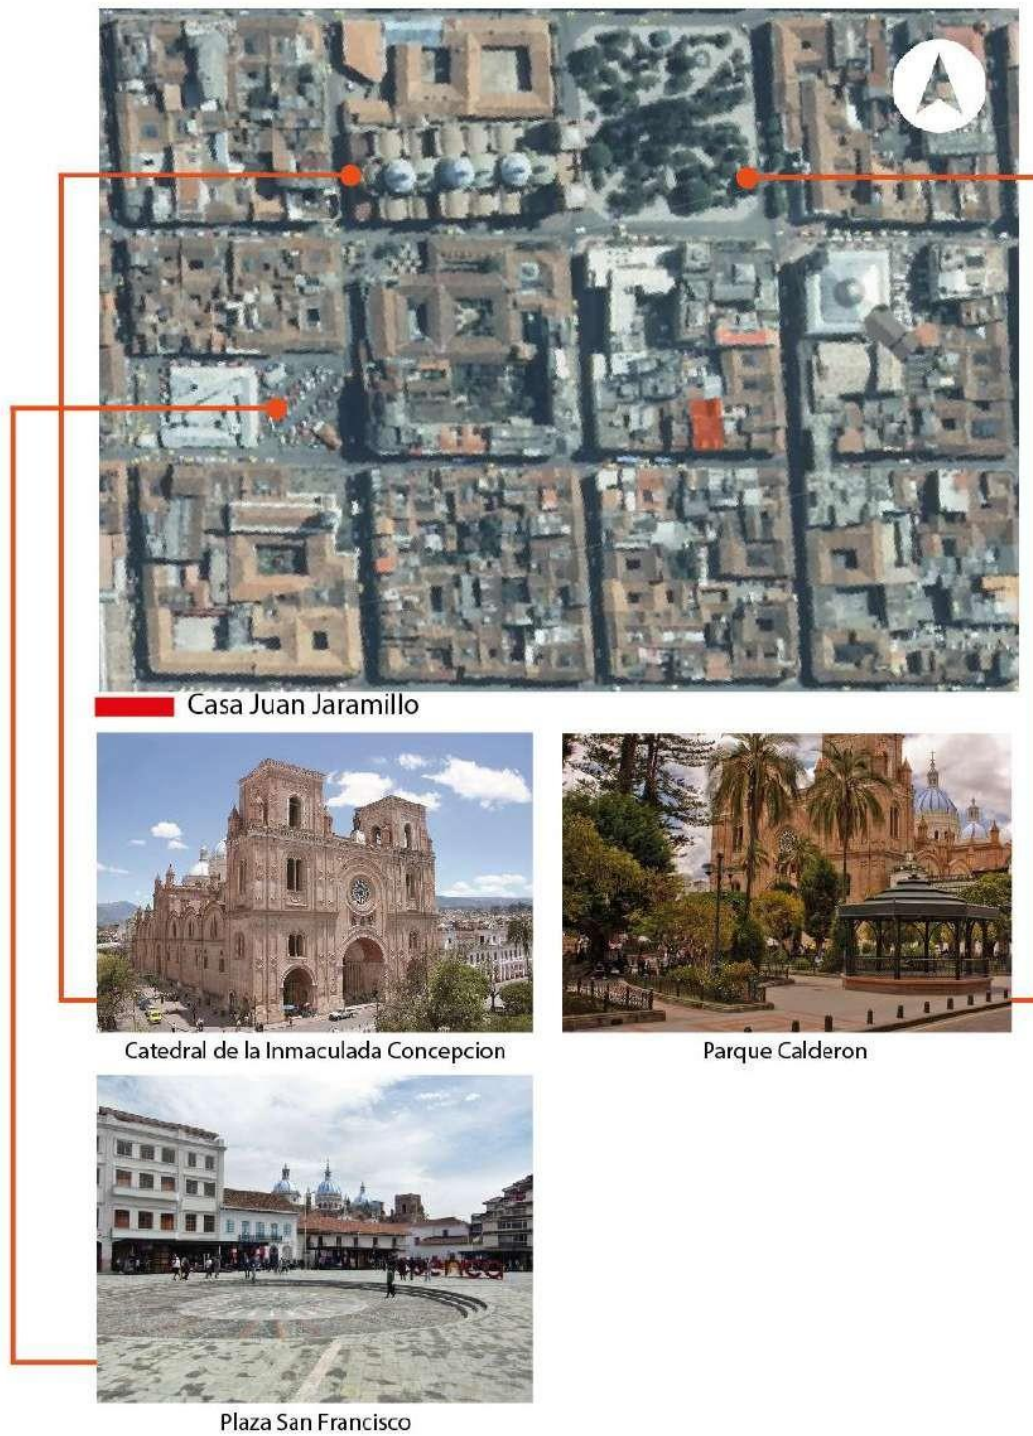 Casa Juan Jaramillo
Catedral de la Inmaculada Concepcion
Parque Calderon
Plaza San Francisco